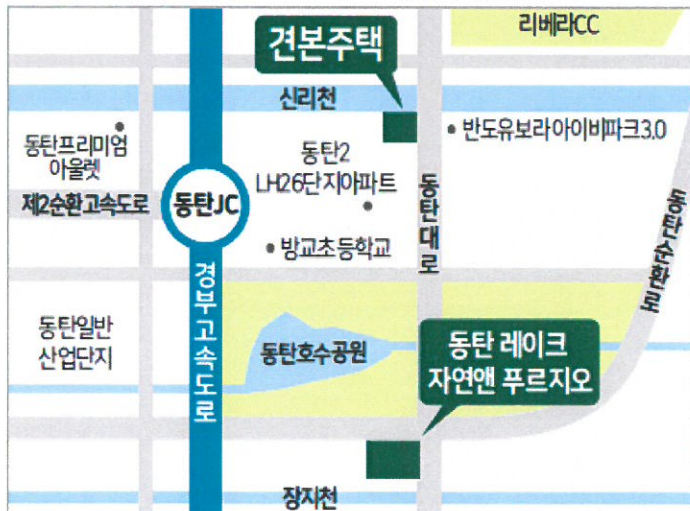 리베라CC
견본주택
신리천
동탄프리미엄
아울렛
동탄2
LH26단지아파트
반도유보라아이비파크3.0
제2순환고속도로
동탄JC
동탄대로
동탄순환로
방교초등학교
경부고속도로
동탄일반
산업단지
동탄호수공원
동탄 레이크
자연앤 푸르지오
장지천